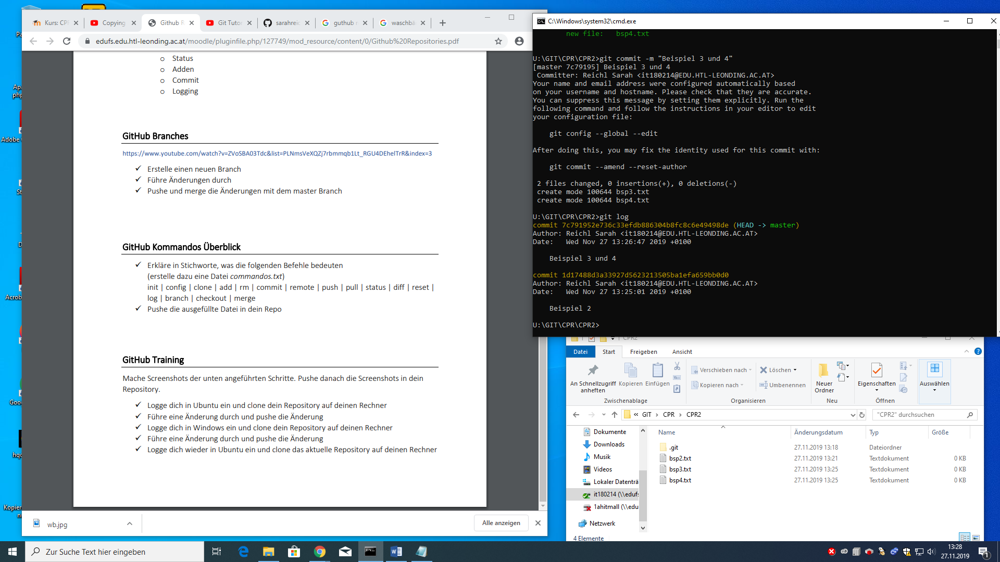 Kurs: CP
Copying
Github R
Git Tutor
sarahreic
guthub r
waschbä
edufs.edu.htl-leonding.ac.at/moodle/pluginfile.php/127749/mod_resource/content/0/Github%20Repositories.pdf
o Status
o Adden
o Commit
o Logging
GitHub Branches
https://www.youtube.com/watch?v=ZVoSBA03Tdc&list=PLNmsVeXQZj7rbmmqb1Lt_RGU4DEhelTrR&index=3
✓ Erstelle einen neuen Branch
✓ Führe Änderungen durch
✓ Pushe und merge die Änderungen mit dem master Branch
GitHub Kommandos Überblick
✓ Erkläre in Stichworte, was die folgenden Befehle bedeuten
(erstelle dazu eine Datei commandos.txt)
init | config | clone | add | rm | commit | remote | push | pull | status | diff | reset |
log | branch | checkout | merge
✓ Pushe die ausgefüllte Datei in dein Repo
GitHub Training
Mache Screenshots der unten angeführten Schritte. Pushe danach die Screenshots in dein
Repository.
✓ Logge dich in Ubuntu ein und clone dein Repository auf deinen Rechner
✓ Führe eine Änderung durch und pushe die Änderung
✓ Logge dich in Windows ein und clone dein Repository auf deinen Rechner
✓ Führe eine Änderung durch und pushe die Änderung
✓ Logge dich wieder in Ubuntu ein und clone das aktuelle Repository auf deinen Rechner
wb.jpg
Alle anzeigen
C:\Windows\system32\cmd.exe
new file: bsp4.txt
U:\GIT\CPR\CPR2>git commit -m "Beispiel 3 und 4"
[master 7c79195] Beispiel 3 und 4
Committer: Reichl Sarah <it180214@EDU.HTL-LEONDING.AC.AT>
Your name and email address were configured automatically based
on your username and hostname. Please check that they are accurate.
You can suppress this message by setting them explicitly. Run the
following command and follow the instructions in your editor to edit
your configuration file:
git config --global --edit
After doing this, you may fix the identity used for this commit with:
git commit --amend --reset-author
2 files changed, 0 insertions(+), 0 deletions(-)
create mode 100644 bsp3.txt
create mode 100644 bsp4.txt
U:\GIT\CPR\CPR2>git log
commit 7c791952e736c33efdb886304b8fc8c6e49498de (HEAD -> master)
Author: Reichl Sarah <it180214@EDU.HTL-LEONDING.AC.AT>
Date: Wed Nov 27 13:26:47 2019 +0100
Beispiel 3 und 4
commit 1d17488d3a33927d5623213505ba1efa659bb0d0
Author: Reichl Sarah <it180214@EDU.HTL-LEONDING.AC.AT>
Date: Wed Nov 27 13:25:01 2019 +0100
Beispiel 2
U:\GIT\CPR\CPR2>
CPR2
Datei Start Freigeben Ansicht
An Schnellzugriff anheften
Kopieren
Einfügen
Verschieben nach
Kopieren nach
Löschen
Umbenennen
Neuer Ordner
Eigenschaften
Auswählen
Zwischenablage Organisieren Neu Öffnen
« GIT > CPR > CPR2
"CPR2" durchsuchen
Dokumente
Downloads
Musik
Videos
Lokaler Datenträ
it180214 (\\edufs
1ahitmall (\\edu
Netzwerk
Name Änderungsdatum Typ Größe
.git 27.11.2019 13:18 Dateiordner
bsp2.txt 27.11.2019 13:21 Textdokument 0 KB
bsp3.txt 27.11.2019 13:25 Textdokument 0 KB
bsp4.txt 27.11.2019 13:25 Textdokument 0 KB
4 Elemente
Adobe
Zur Suche Text hier eingeben
13:28
27.11.2019
1